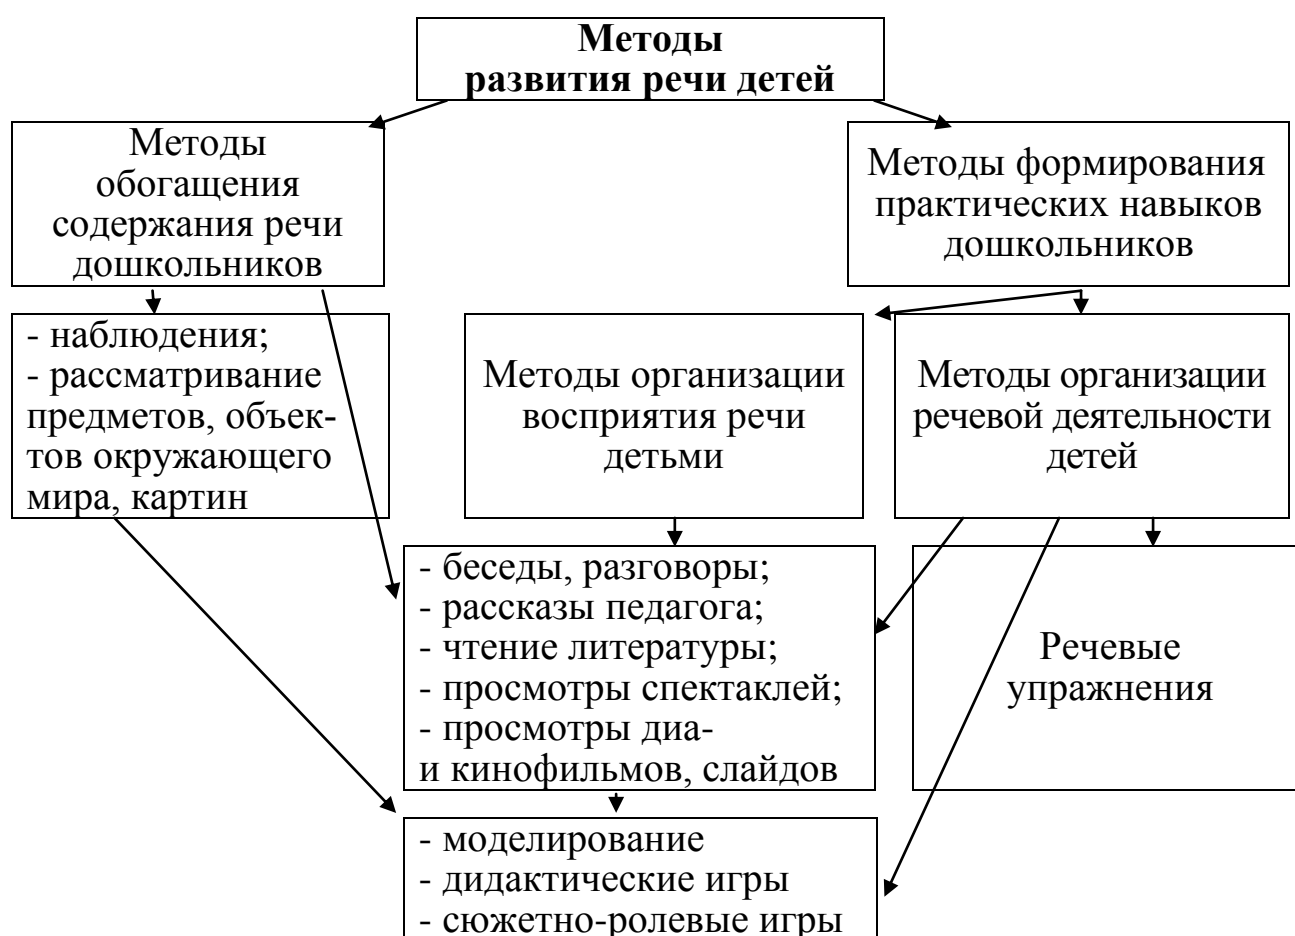 Методы
развития речи детей
Методы
обогащения
содержания речи
дошкольников
Методы формирования
практических навыков
дошкольников
- наблюдения;
- рассматривание
предметов, объек-
тов окружающего
мира, картин
Методы организации
восприятия речи
детьми
Методы организации
речевой деятельности
детей
- беседы, разговоры;
- рассказы педагога;
- чтение литературы;
- просмотры спектаклей;
- просмотры диа-
и кинофильмов, слайдов
Речевые
упражнения
- моделирование
- дидактические игры
- сюжетно-ролевые игры